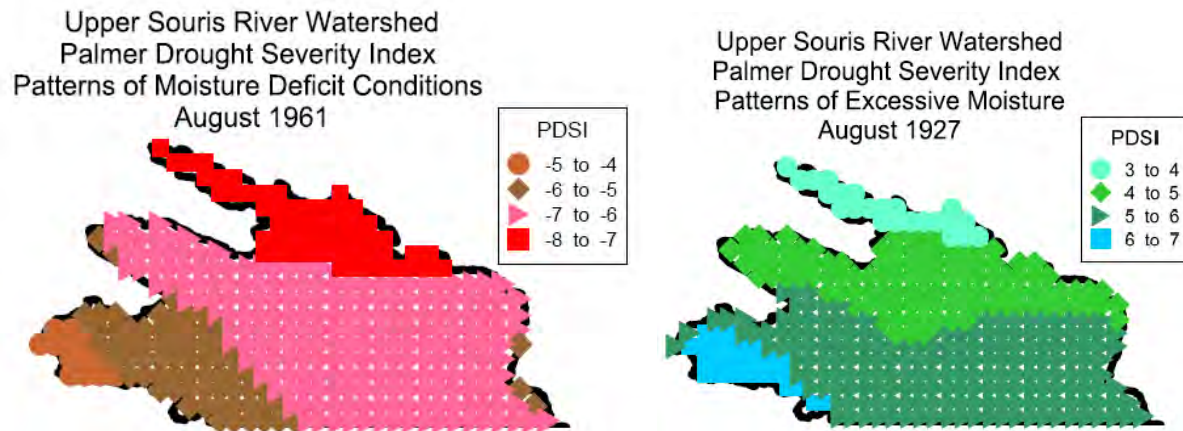 Upper Souris River Watershed
Palmer Drought Severity Index
Patterns of Moisture Deficit Conditions
August 1961
PDSI
-5 to -4
-6 to -5
-7 to -6
-8 to -7
Upper Souris River Watershed
Palmer Drought Severity Index
Patterns of Excessive Moisture
August 1927
PDSI
3 to 4
4 to 5
5 to 6
6 to 7